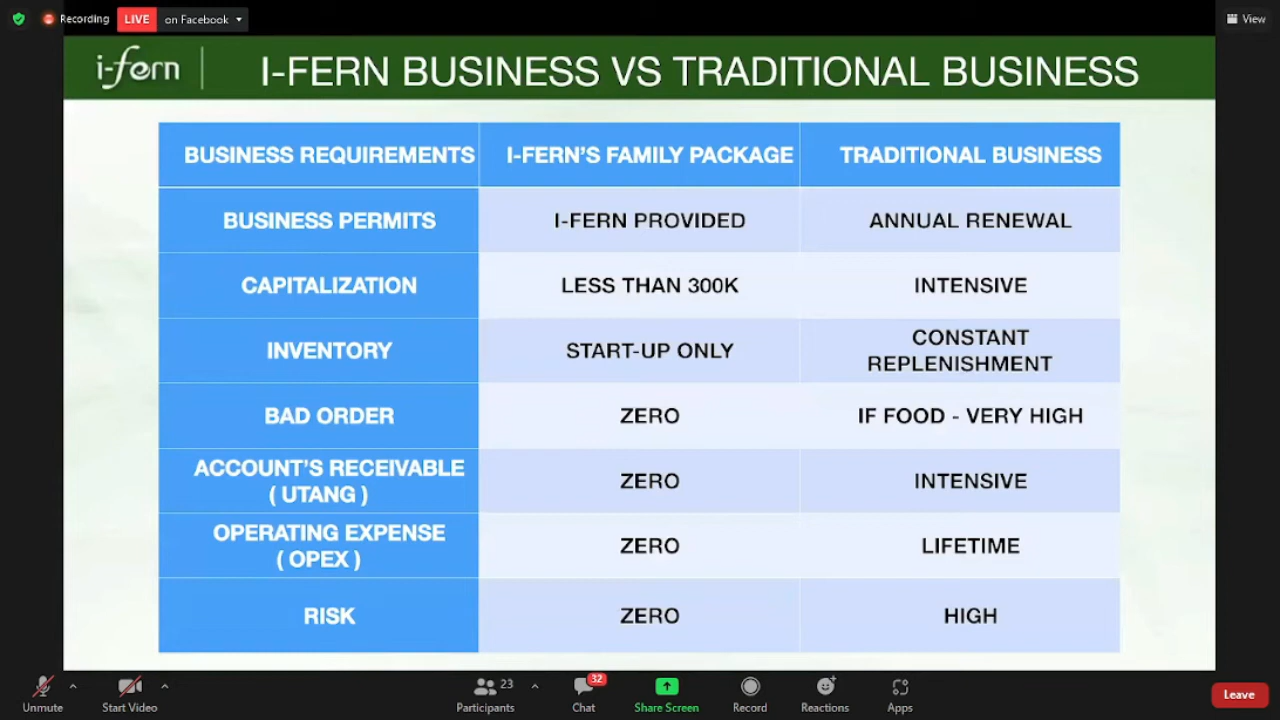 Recording
LIVE on Facebook
View
i-fern
I-FERN BUSINESS VS TRADITIONAL BUSINESS
BUSINESS REQUIREMENTS I-FERN'S FAMILY PACKAGE TRADITIONAL BUSINESS
BUSINESS PERMITS I-FERN PROVIDED ANNUAL RENEWAL
CAPITALIZATION LESS THAN 300K INTENSIVE
INVENTORY START-UP ONLY CONSTANT
REPLENISHMENT
BAD ORDER ZERO IF FOOD - VERY HIGH
ACCOUNT'S RECEIVABLE
( UTANG ) ZERO INTENSIVE
OPERATING EXPENSE
( OPEX ) ZERO LIFETIME
RISK ZERO HIGH
23
32
Unmute Start Video Participants Chat Share Screen Record Reactions Apps Leave